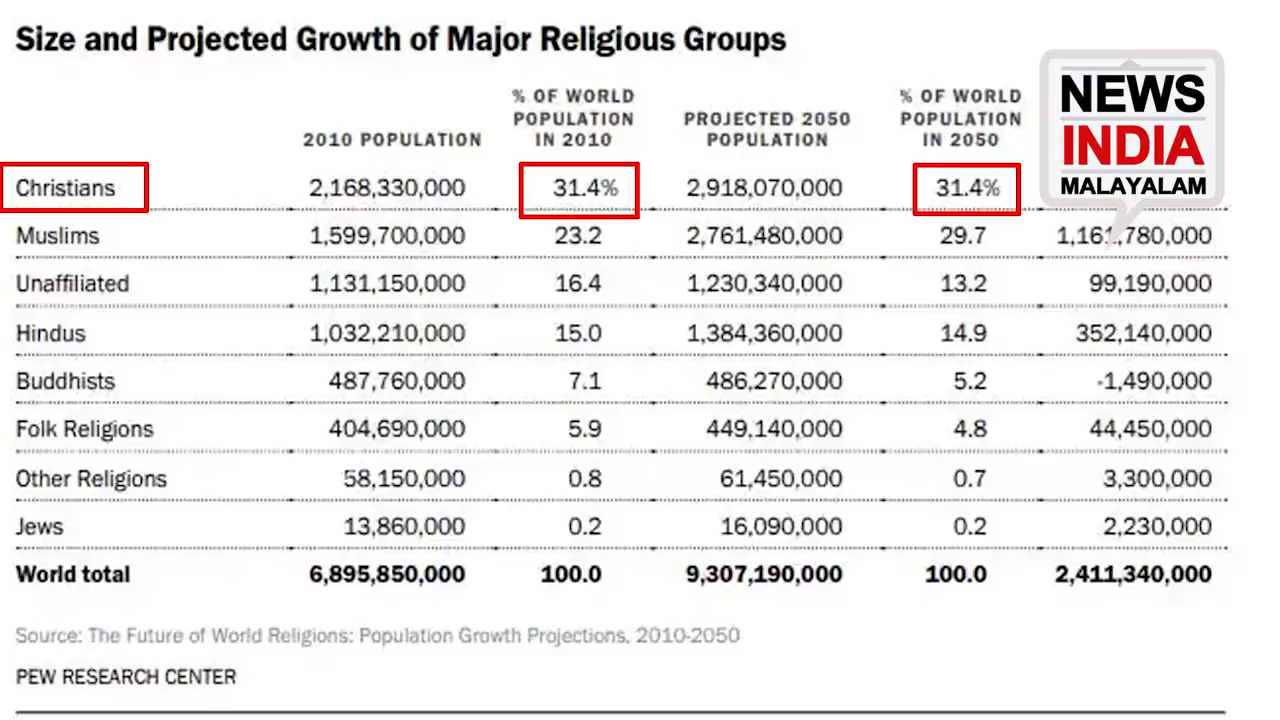 Size and Projected Growth of Major Religious Groups
NEWS
INDIA
MALAYALAM
2010 POPULATION % OF WORLD POPULATION IN 2010 PROJECTED 2050 POPULATION % OF WORLD POPULATION IN 2050
Christians 2,168,330,000 31.4% 2,918,070,000 31.4%
Muslims 1,599,700,000 23.2 2,761,480,000 29.7 1,161,780,000
Unaffiliated 1,131,150,000 16.4 1,230,340,000 13.2 99,190,000
Hindus 1,032,210,000 15.0 1,384,360,000 14.9 352,140,000
Buddhists 487,760,000 7.1 486,270,000 5.2 -1,490,000
Folk Religions 404,690,000 5.9 449,140,000 4.8 44,450,000
Other Religions 58,150,000 0.8 61,450,000 0.7 3,300,000
Jews 13,860,000 0.2 16,090,000 0.2 2,230,000
World total 6,895,850,000 100.0 9,307,190,000 100.0 2,411,340,000
Source: The Future of World Religions: Population Growth Projections, 2010-2050
PEW RESEARCH CENTER